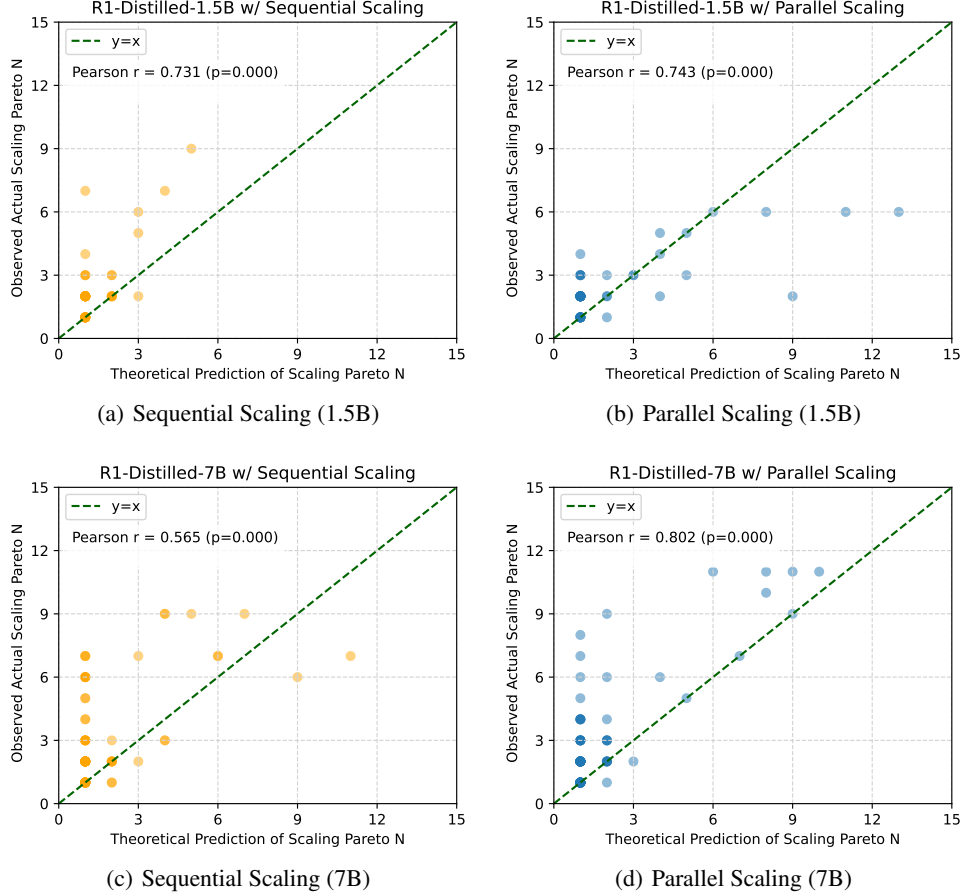 R1-Distilled-1.5B w/ Sequential Scaling
15
12
9
6
3
0
Observed Actual Scaling Pareto N
y=x
Pearson r = 0.731 (p=0.000)
0 3 6 9 12 15
Theoretical Prediction of Scaling Pareto N
(a) Sequential Scaling (1.5B)
R1-Distilled-1.5B w/ Parallel Scaling
15
12
9
6
3
0
Observed Actual Scaling Pareto N
y=x
Pearson r = 0.743 (p=0.000)
0 3 6 9 12 15
Theoretical Prediction of Scaling Pareto N
(b) Parallel Scaling (1.5B)
R1-Distilled-7B w/ Sequential Scaling
15
12
9
6
3
0
Observed Actual Scaling Pareto N
y=x
Pearson r = 0.565 (p=0.000)
0 3 6 9 12 15
Theoretical Prediction of Scaling Pareto N
(c) Sequential Scaling (7B)
R1-Distilled-7B w/ Parallel Scaling
15
12
9
6
3
0
Observed Actual Scaling Pareto N
y=x
Pearson r = 0.802 (p=0.000)
0 3 6 9 12 15
Theoretical Prediction of Scaling Pareto N
(d) Parallel Scaling (7B)